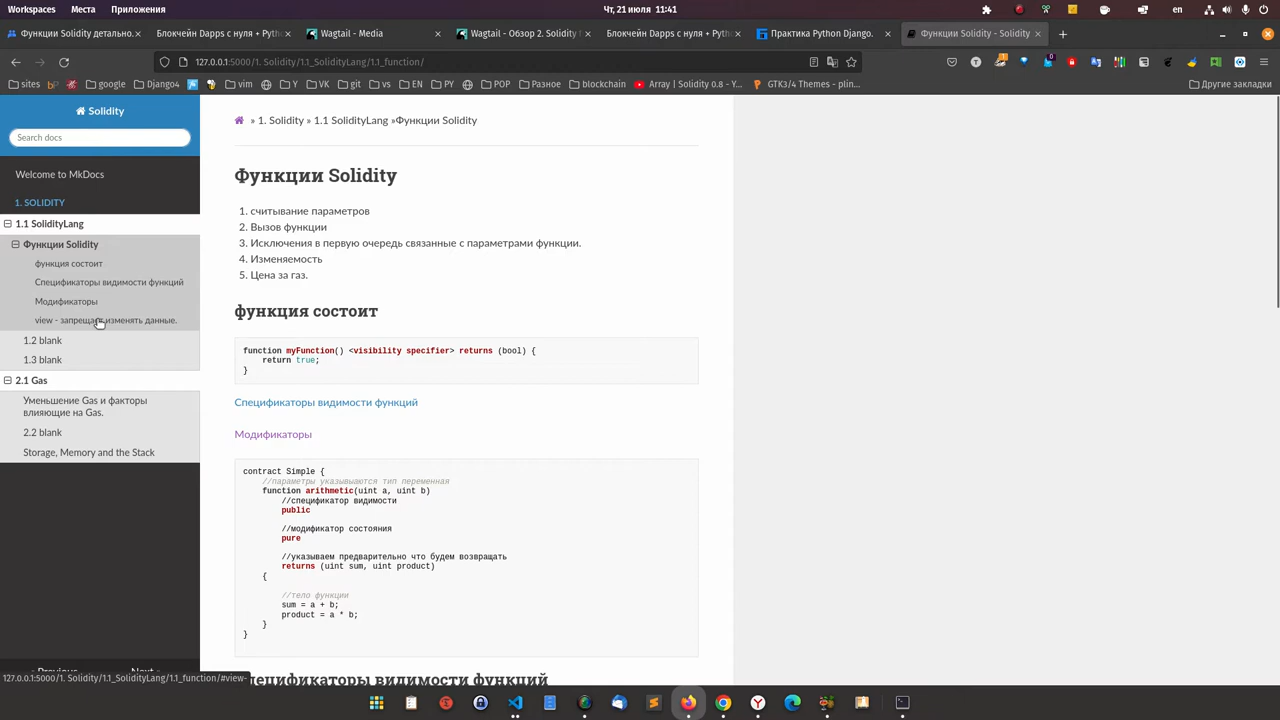 Workspaces Места Приложения
Чт, 21 июля 11:41
en
Функции Solidity детально.
Блокчейн Dapps с нуля + Pyth
Wagtail - Media
Wagtail - Обзор 2. Solidity
Блокчейн Dapps с нуля + Pyth
Практика Python Django.
Функции Solidity - Solidity
127.0.0.1:5000/1. Solidity/1.1_SolidityLang/1.1_function/
sites
вр
google
Django4
vim
Y
VK
git
vs
EN
PY
POP
Разное
blockchain
Array | Solidity 0.8 - Y...
GTK3/4 Themes - plin...
Другие закладки
Solidity
Search docs
Welcome to MkDocs
1. SOLIDITY
1.1 SolidityLang
Функции Solidity
функция состоит
Спецификаторы видимости функций
Модификаторы
view - запрещает изменять данные.
1.2 blank
1.3 blank
2.1 Gas
Уменьшение Gas и факторы
влияющие на Gas.
2.2 blank
Storage, Memory and the Stack
« Previous Next »
127.0.0.1:5000/1. Solidity/1.1_SolidityLang/1.1_function/#view-
» 1. Solidity » 1.1 SolidityLang »Функции Solidity
Функции Solidity
1. считывание параметров
2. Вызов функции
3. Исключения в первую очередь связанные с параметрами функции.
4. Изменяемость
5. Цена за газ.
функция состоит
function myFunction() <visibility specifier> returns (bool) {
return true;
}
Спецификаторы видимости функций
Модификаторы
contract Simple {
//параметры указывыаются тип переменная
function arithmetic(uint a, uint b)
//спецификатор видимости
public
//модификатор состояния
pure
//указываем предварительно что будем возвращать
returns (uint sum, uint product)
{
//тело функции
sum = a + b;
product = a * b;
}
}
Спецификаторы видимости функций